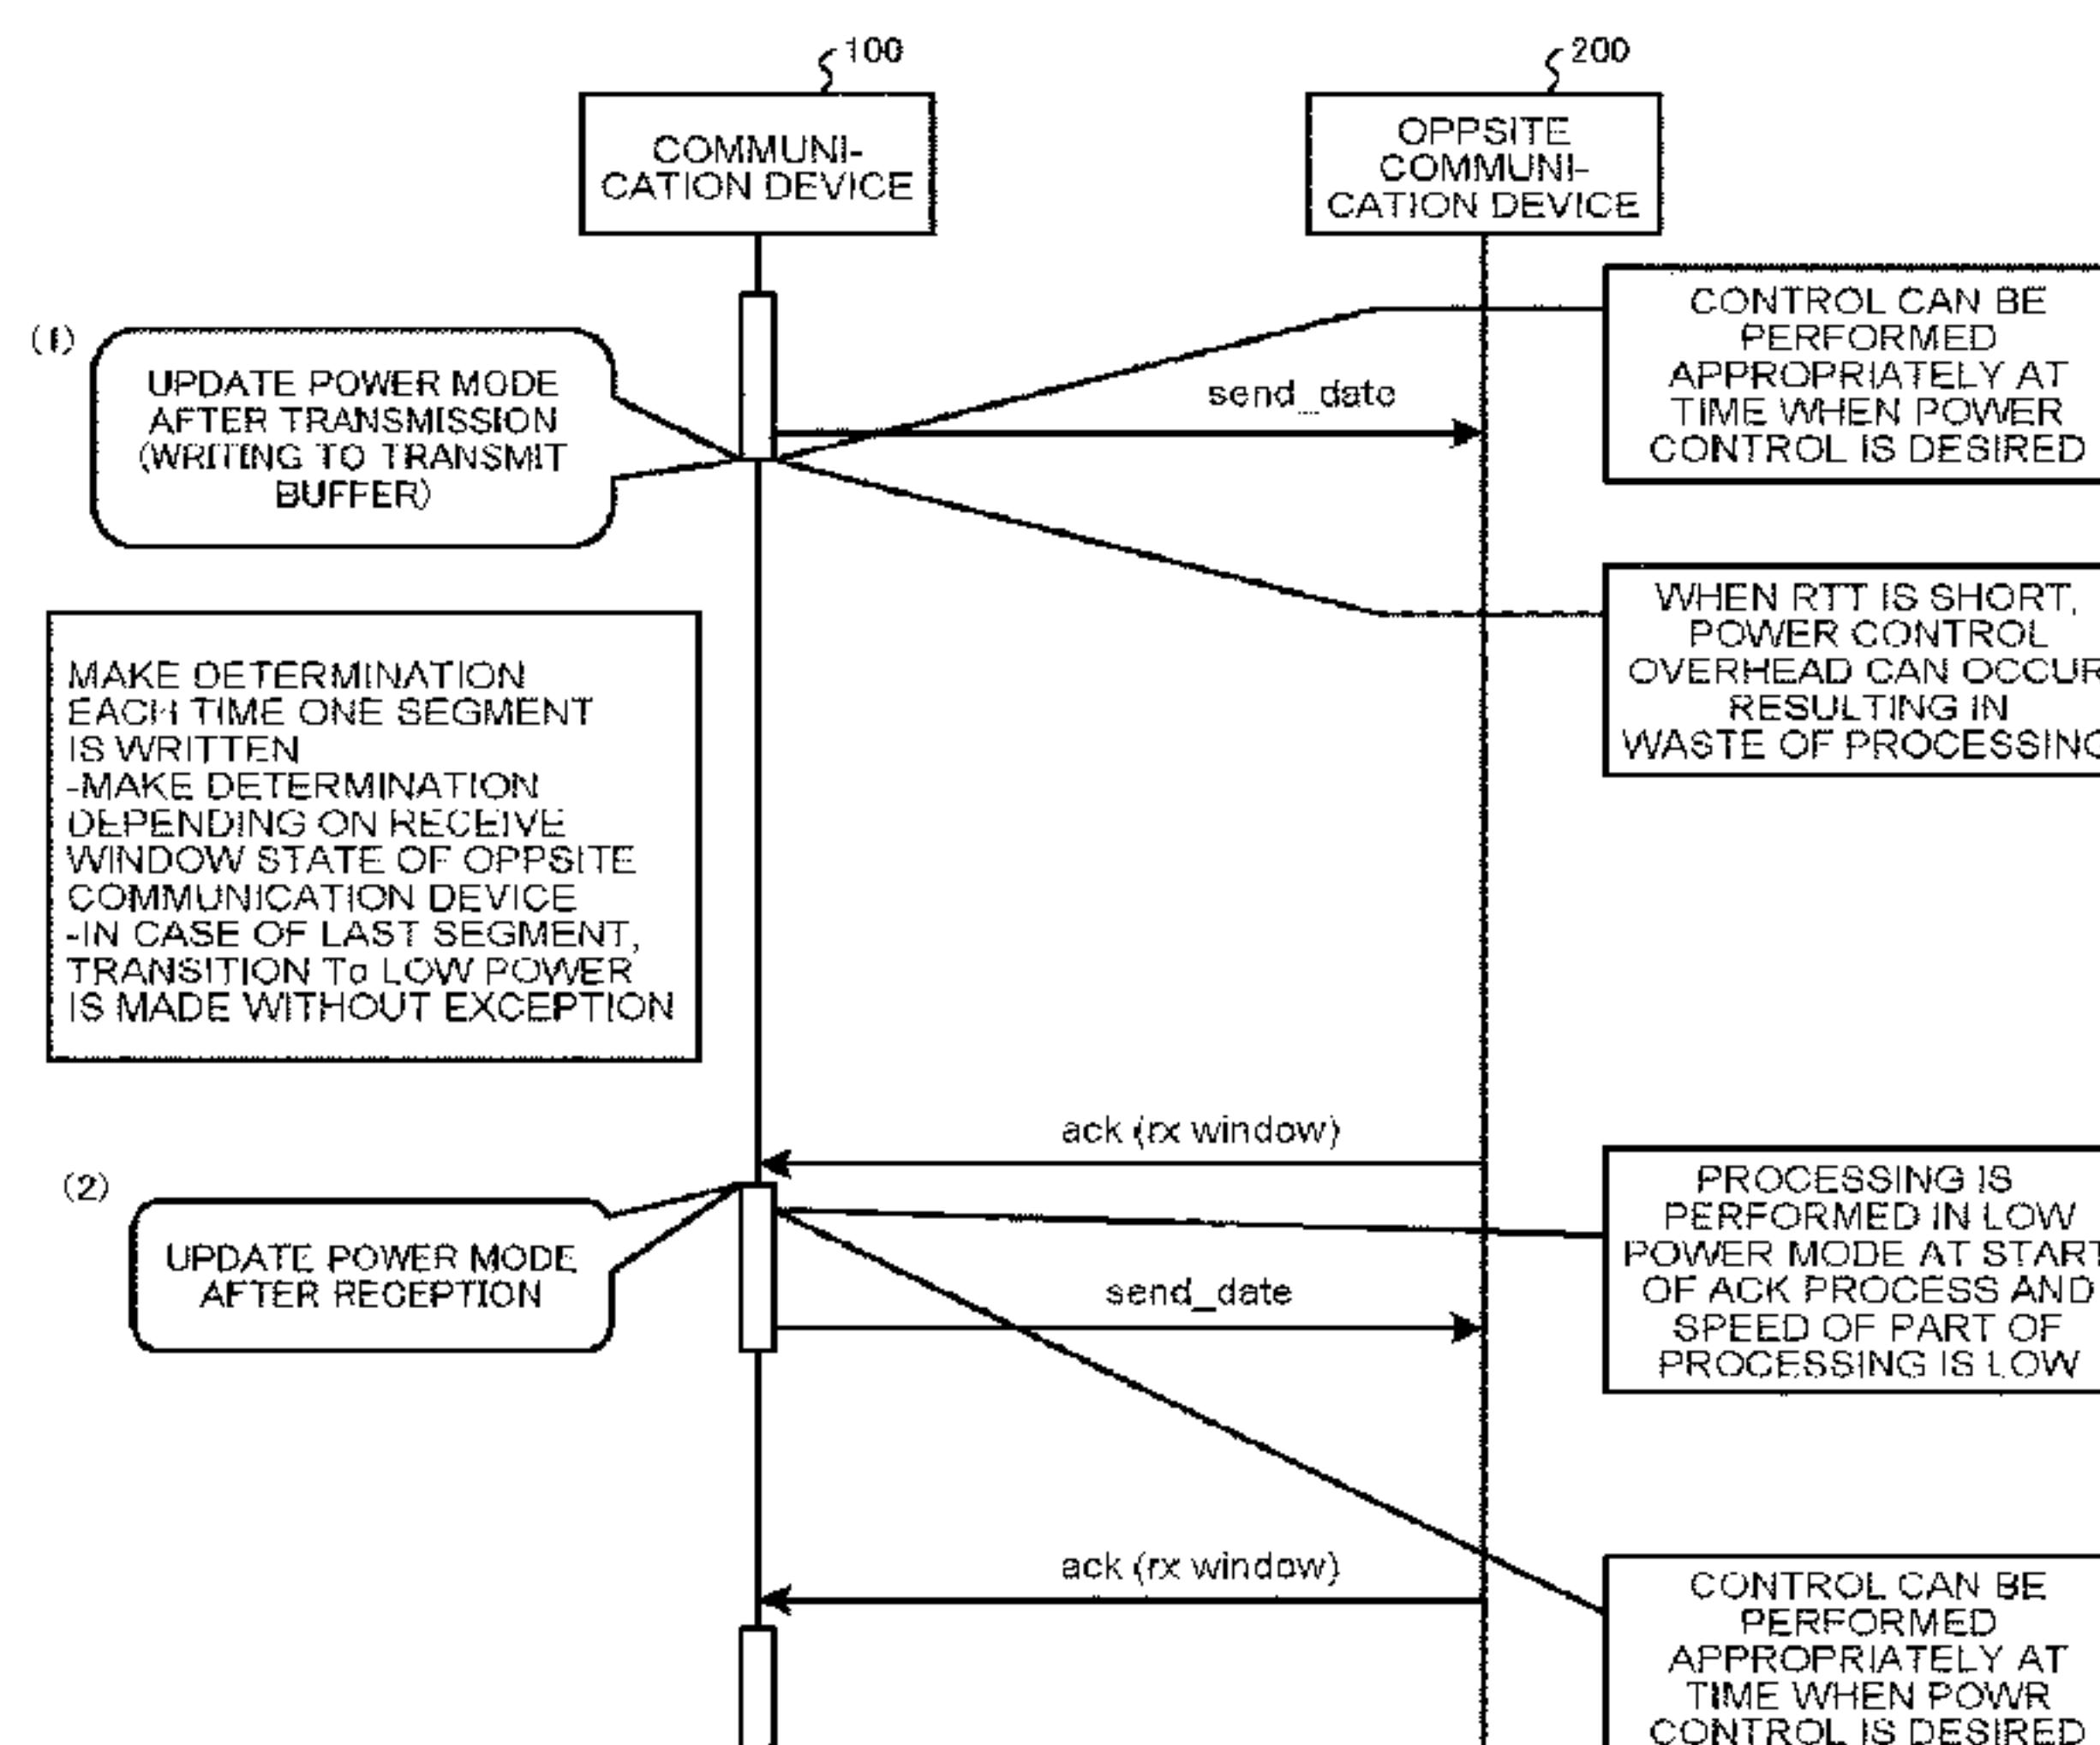 100
COMMUNI-
CATION DEVICE
200
OPPSITE
COMMUNI-
CATION DEVICE
(1)
UPDATE POWER MODE
AFTER TRANSMISSION
(WRITING TO TRANSMIT
BUFFER)
send_date
CONTROL CAN BE
PERFORMED
APPROPRIATELY AT
TIME WHEN POWER
CONTROL IS DESIRED
WHEN RTT IS SHORT,
POWER CONTROL
OVERHEAD CAN OCCUR
RESULTING IN
WASTE OF PROCESSING
MAKE DETERMINATION
EACH TIME ONE SEGMENT
IS WRITTEN
-MAKE DETERMINATION
DEPENDING ON RECEIVE
WINDOW STATE OF OPPSITE
COMMUNICATION DEVICE
-IN CASE OF LAST SEGMENT,
TRANSITION To LOW POWER
IS MADE WITHOUT EXCEPTION
ack (rx window)
(2)
UPDATE POWER MODE
AFTER RECEPTION
send_date
PROCESSING IS
PERFORMED IN LOW
POWER MODE AT START
OF ACK PROCESS AND
SPEED OF PART OF
PROCESSING IS LOW
ack (rx window)
CONTROL CAN BE
PERFORMED
APPROPRIATELY AT
TIME WHEN POWR
CONTROL IS DESIRED